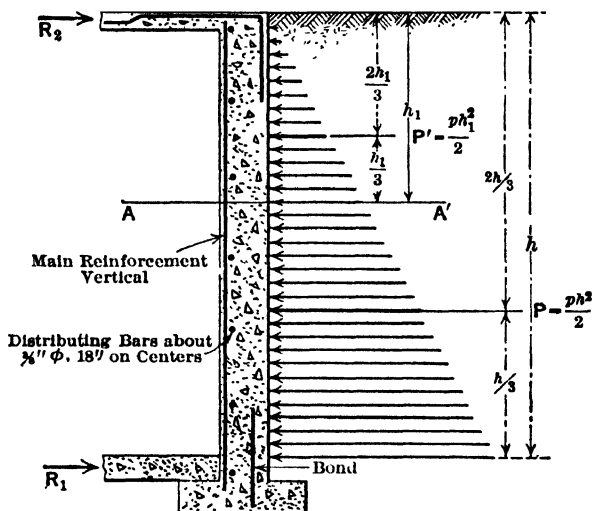 R₂
2h₁/3
h₁
P' = ph₁²/2
h₁/3
2h/3
A
A'
h
Main Reinforcement
Vertical
P = ph²/2
Distributing Bars about
⅜" ϕ. 18" on Centers
h/3
Bond
R₁